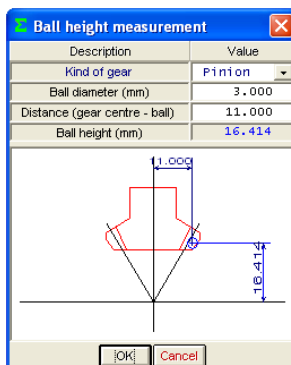 Σ Ball height measurement
Description Value
Kind of gear Pinion
Ball diameter (mm) 3.000
Distance (gear centre - ball) 11.000
Ball height (mm) 16.414
11.000
16.414
OK Cancel